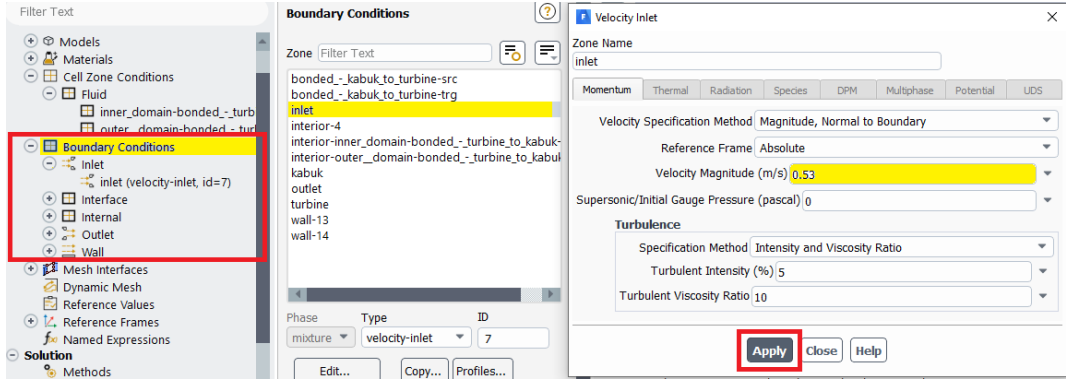 Filter Text
Models
Materials
Cell Zone Conditions
Fluid
inner_domain-bonded_-_turb
outer__domain-bonded_-_turl
Boundary Conditions
Inlet
inlet (velocity-inlet, id=7)
Interface
Internal
Outlet
Wall
Mesh Interfaces
Dynamic Mesh
Reference Values
Reference Frames
fx Named Expressions
Solution
Methods
Boundary Conditions
?
Zone Filter Text
bonded_-_kabuk_to_turbine-src
bonded_-_kabuk_to_turbine-trg
inlet
interior-4
interior-inner_domain-bonded_-_turbine_to_kabuk-
interior-outer__domain-bonded_-_turbine_to_kabuk
kabuk
outlet
turbine
wall-13
wall-14
Phase Type ID
mixture velocity-inlet 7
Edit... Copy... Profiles...
Velocity Inlet
Zone Name
inlet
Momentum Thermal Radiation Species DPM Multiphase Potential UDS
Velocity Specification Method Magnitude, Normal to Boundary
Reference Frame Absolute
Velocity Magnitude (m/s) 0.53
Supersonic/Initial Gauge Pressure (pascal) 0
Turbulence
Specification Method Intensity and Viscosity Ratio
Turbulent Intensity (%) 5
Turbulent Viscosity Ratio 10
Apply Close Help